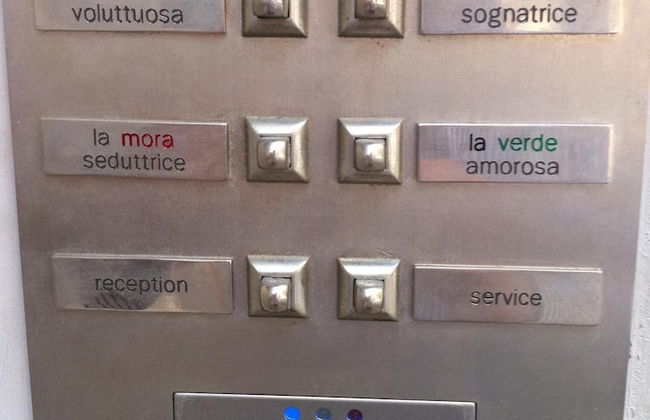 voluttuosa
sognatrice
la mora
seduttrice
la verde
amorosa
reception
service